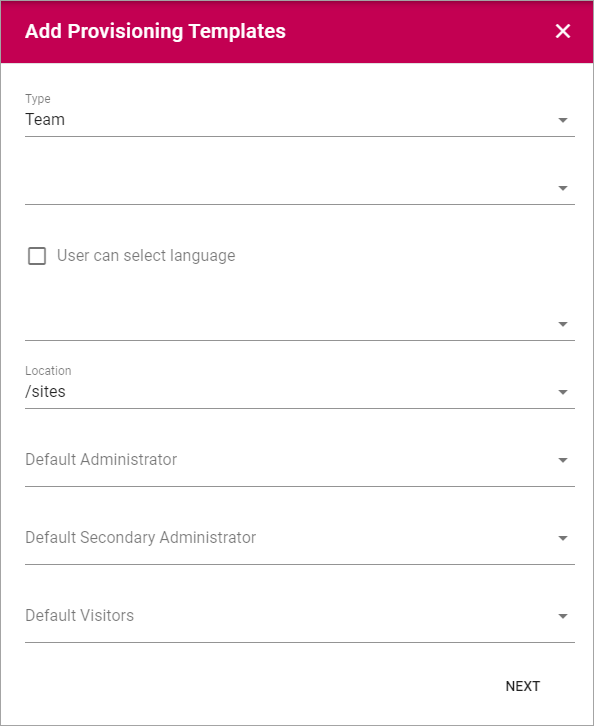 Add Provisioning Templates
Type
Team
User can select language
Location
/sites
Default Administrator
Default Secondary Administrator
Default Visitors
NEXT